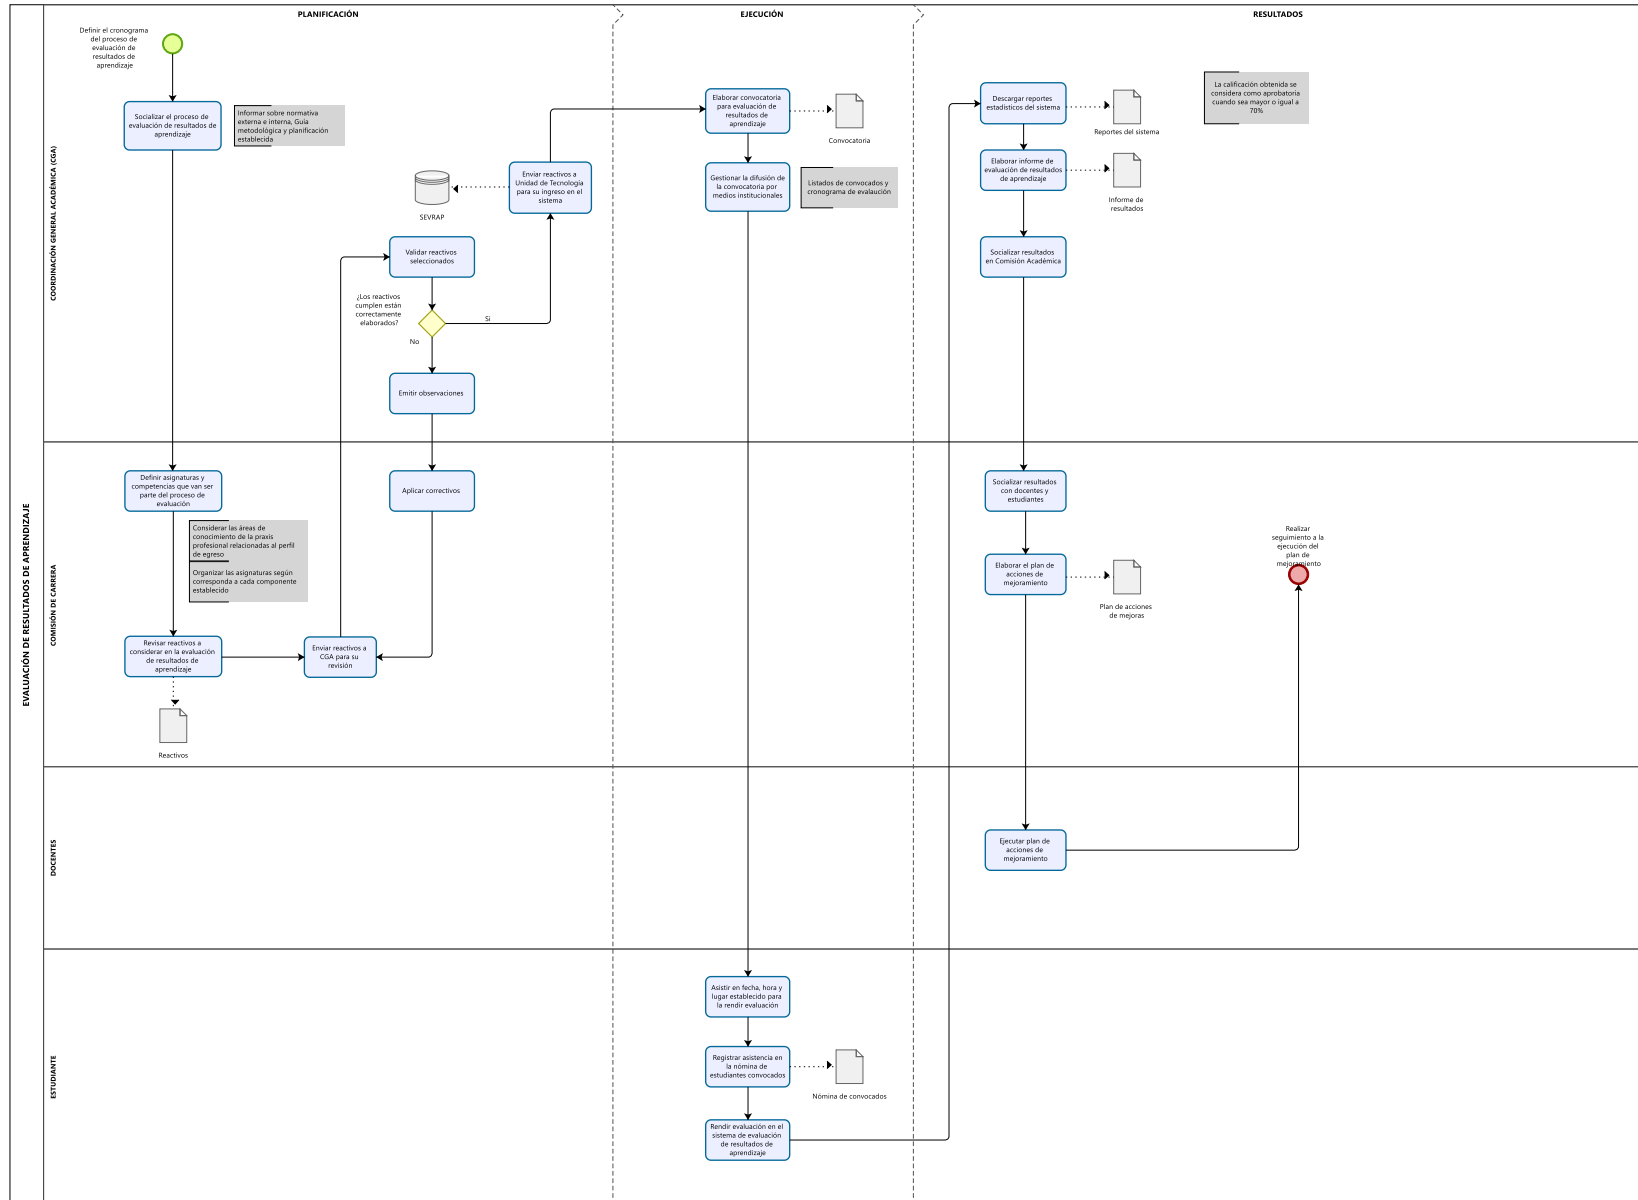 PLANIFICACIÓN
EJECUCIÓN
RESULTADOS
EVALUACIÓN DE RESULTADOS DE APRENDIZAJE
COORDINACIÓN GENERAL ACADÉMICA (CGA)
Definir el cronograma
del proceso de
evaluación de
resultados de
aprendizaje
Socializar el proceso de
evaluación de resultados de
aprendizaje
Informar sobre normativa
externa e interna, Guía
metodológica y planificación
establecida
SEVRAP
Enviar reactivos a
Unidad de Tecnología
para su ingreso en el
sistema
Validar reactivos
seleccionados
¿Los reactivos
cumplen están
correctamente
elaborados?
Si
No
Emitir observaciones
Elaborar convocatoria
para evaluación de
resultados de
aprendizaje
Convocatoria
Gestionar la difusión de
la convocatoria por
medios institucionales
Listados de convocados y
cronograma de evalaución
Descargar reportes
estadísticos del sistema
Reportes del sistema
La calificación obtenida se
considera como aprobatoria
cuando sea mayor o igual a
70%
Elaborar informe de
evaluación de resultados
de aprendizaje
Informe de
resultados
Socializar resultados
en Comisión Académica
COMISIÓN DE CARRERA
Definir asignaturas y
competencias que van ser
parte del proceso de
evaluación
Considerar las áreas de
conocimiento de la praxis
profesional relacionadas al perfil
de egreso
Organizar las asignaturas según
corresponda a cada componente
establecido
Revisar reactivos a
considerar en la evaluación
de resultados de
aprendizaje
Reactivos
Enviar reactivos a
CGA para su
revisión
Aplicar correctivos
Socializar resultados
con docentes y
estudiantes
Elaborar el plan de
acciones de
mejoramiento
Plan de acciones
de mejoras
Realizar
seguimiento a la
ejecución del
plan de
mejoramiento
DOCENTES
Ejecutar plan de
acciones de
mejoramiento
ESTUDIANTE
Asistir en fecha, hora y
lugar establecido para
la rendir evaluación
Registrar asistencia en
la nómina de
estudiantes convocados
Nómina de convocados
Rendir evaluación en el
sistema de evaluación
de resultados de
aprendizaje